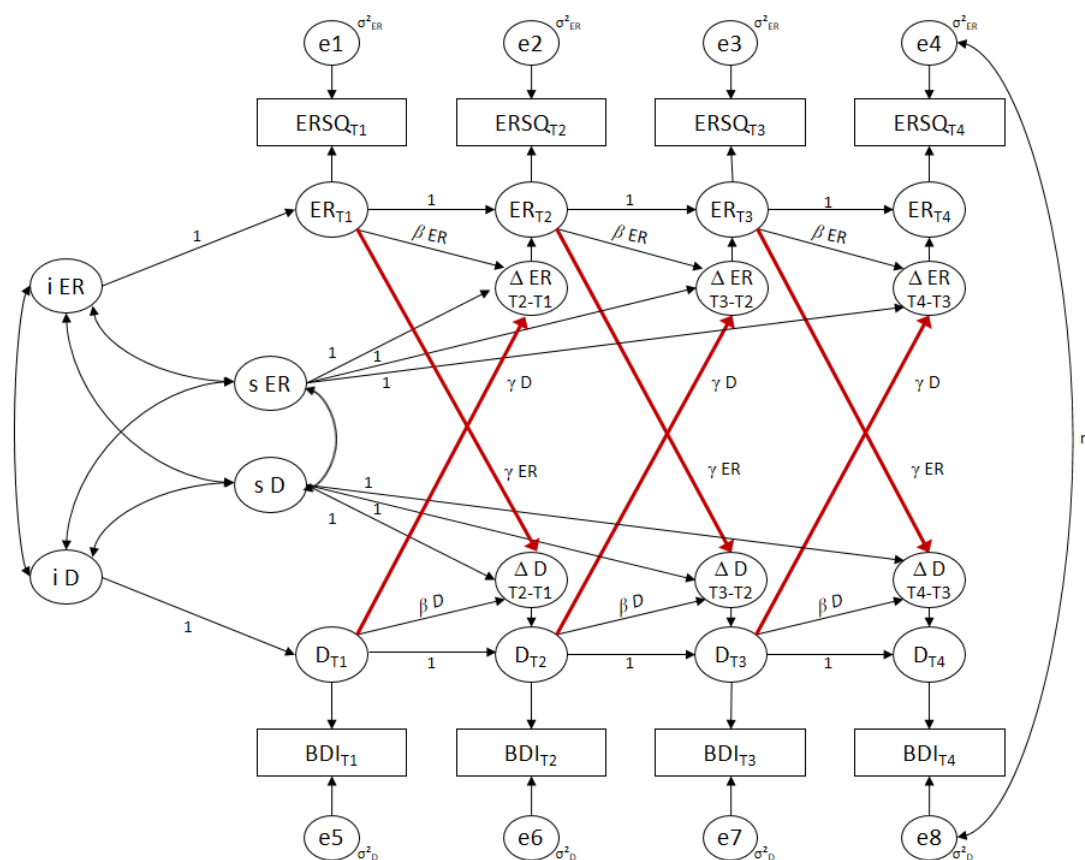 σ²ER σ²ER σ²ER σ²ER
e1 e2 e3 e4
ERSQT1 ERSQT2 ERSQT3 ERSQT4
ERT1 1 ERT2 1 ERT3 1 ERT4
β ER β ER β ER
1
i ER
Δ ER Δ ER Δ ER
T2-T1 T3-T2 T4-T3
1 1 1
s ER
γ D γ D γ D
r
γ ER γ ER γ ER
s D
1 1 1
i D
Δ D Δ D Δ D
T2-T1 T3-T2 T4-T3
β D β D β D
1
DT1 1 DT2 1 DT3 1 DT4
BDIT1 BDIT2 BDIT3 BDIT4
e5 e6 e7 e8
σ²D σ²D σ²D σ²D